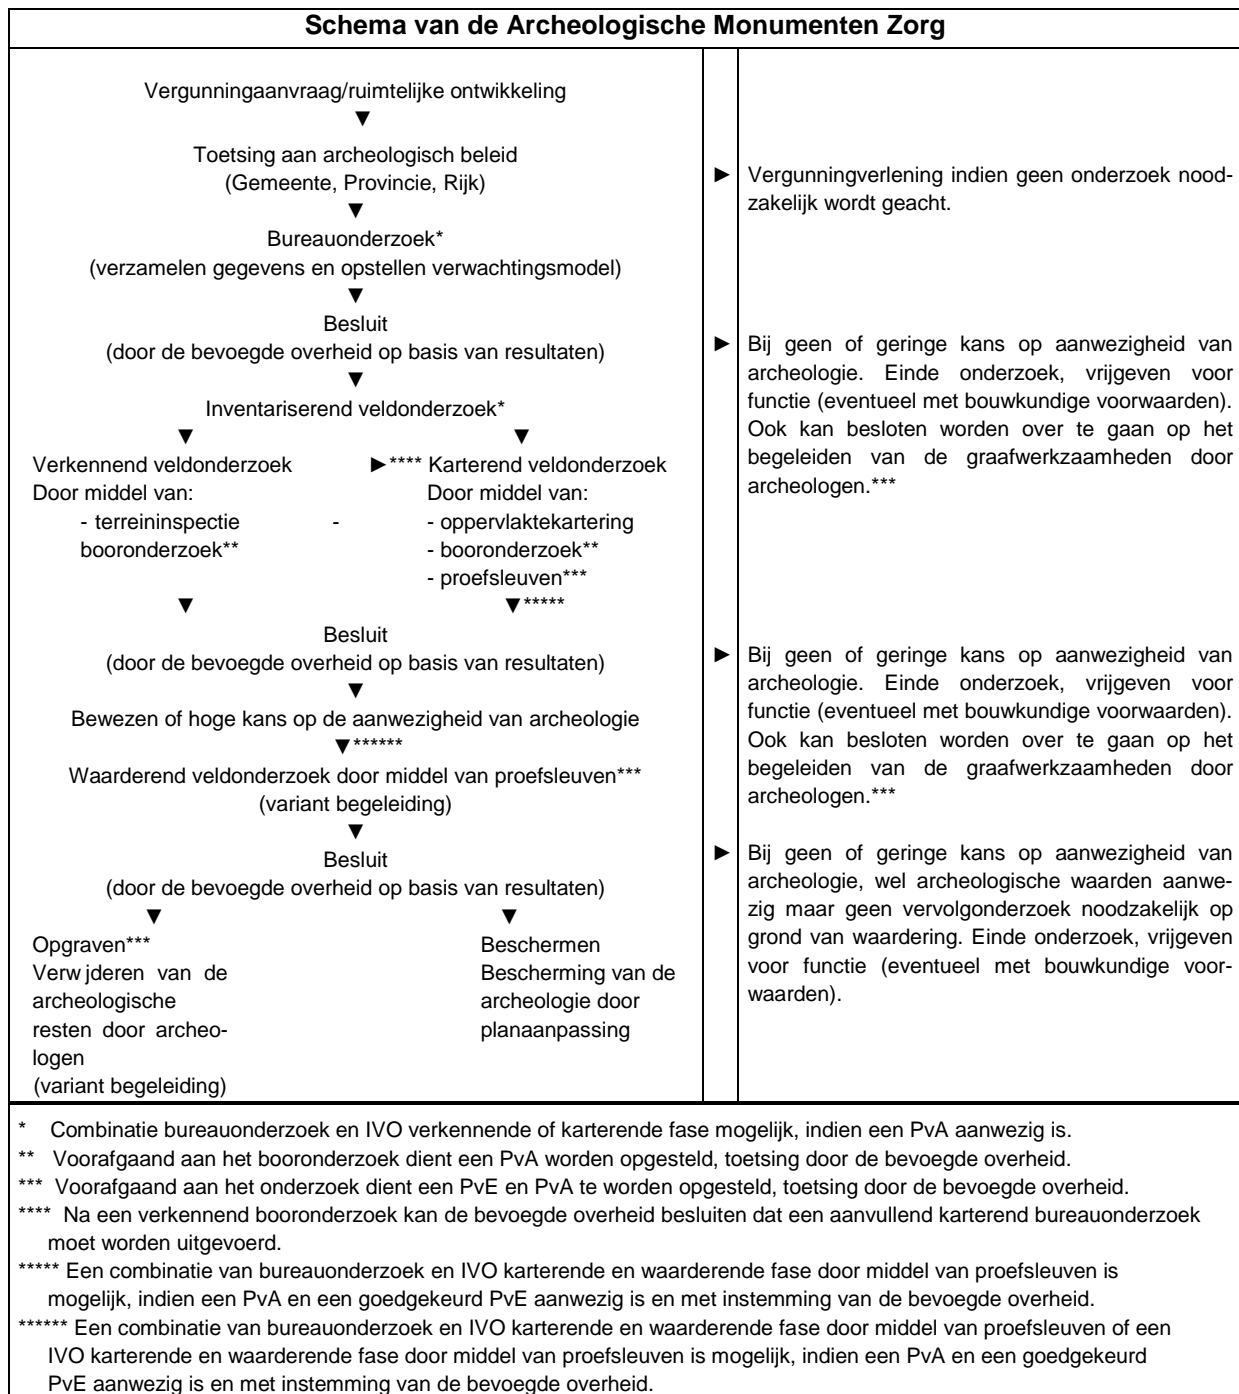 Schema van de Archeologische Monumenten Zorg
Vergunningaanvraag/ruimtelijke ontwikkeling
▼
Toetsing aan archeologisch beleid
(Gemeente, Provincie, Rijk)
▼
Bureauonderzoek*
(verzamelen gegevens en opstellen verwachtingsmodel)
▼
Besluit
(door de bevoegde overheid op basis van resultaten)
▼
Inventariserend veldonderzoek*
▼ ▼
Verkennend veldonderzoek ►**** Karterend veldonderzoek
Door middel van: Door middel van:
- terreininspectie - - oppervlaktekartering
booronderzoek** - booronderzoek**
- proefsleuven***
▼ ▼*****
Besluit
(door de bevoegde overheid op basis van resultaten)
▼
Bewezen of hoge kans op de aanwezigheid van archeologie
▼******
Waarderend veldonderzoek door middel van proefsleuven***
(variant begeleiding)
▼
Besluit
(door de bevoegde overheid op basis van resultaten)
▼ ▼
Opgraven***
Verw jderen van de
archeologische
resten door archeo-
logen
(variant begeleiding)
Beschermen
Bescherming van de
archeologie door
planaanpassing
► Vergunningverlening indien geen onderzoek nood-
zakelijk wordt geacht.
► Bij geen of geringe kans op aanwezigheid van
archeologie. Einde onderzoek, vrijgeven voor
functie (eventueel met bouwkundige voorwaarden).
Ook kan besloten worden over te gaan op het
begeleiden van de graafwerkzaamheden door
archeologen.***
► Bij geen of geringe kans op aanwezigheid van
archeologie. Einde onderzoek, vrijgeven voor
functie (eventueel met bouwkundige voorwaarden).
Ook kan besloten worden over te gaan op het
begeleiden van de graafwerkzaamheden door
archeologen.***
► Bij geen of geringe kans op aanwezigheid van
archeologie, wel archeologische waarden aanwe-
zig maar geen vervolgonderzoek noodzakelijk op
grond van waardering. Einde onderzoek, vrijgeven
voor functie (eventueel met bouwkundige voor-
waarden).
* Combinatie bureauonderzoek en IVO verkennende of karterende fase mogelijk, indien een PvA aanwezig is.
** Voorafgaand aan het booronderzoek dient een PvA worden opgesteld, toetsing door de bevoegde overheid.
*** Voorafgaand aan het onderzoek dient een PvE en PvA te worden opgesteld, toetsing door de bevoegde overheid.
**** Na een verkennend booronderzoek kan de bevoegde overheid besluiten dat een aanvullend karterend bureauonderzoek
moet worden uitgevoerd.
***** Een combinatie van bureauonderzoek en IVO karterende en waarderende fase door middel van proefsleuven is
mogelijk, indien een PvA en een goedgekeurd PvE aanwezig is en met instemming van de bevoegde overheid.
****** Een combinatie van bureauonderzoek en IVO karterende en waarderende fase door middel van proefsleuven of een
IVO karterende en waarderende fase door middel van proefsleuven is mogelijk, indien een PvA en een goedgekeurd
PvE aanwezig is en met instemming van de bevoegde overheid.